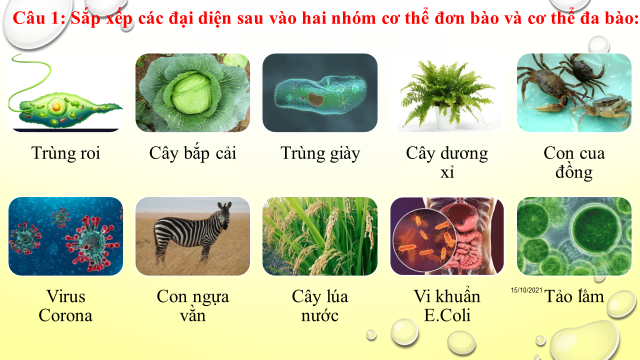 Câu 1: Sắp xếp các đại diện sau vào hai nhóm cơ thể đơn bào và cơ thể đa bào:
Trùng roi
Cây bắp cải
Trùng giày
Cây dương
xỉ
Con cua
đồng
Virus
Corona
Con ngựa
vằn
Cây lúa
nước
Vi khuẩn
E.Coli
15/10/2021
Tảo lâm